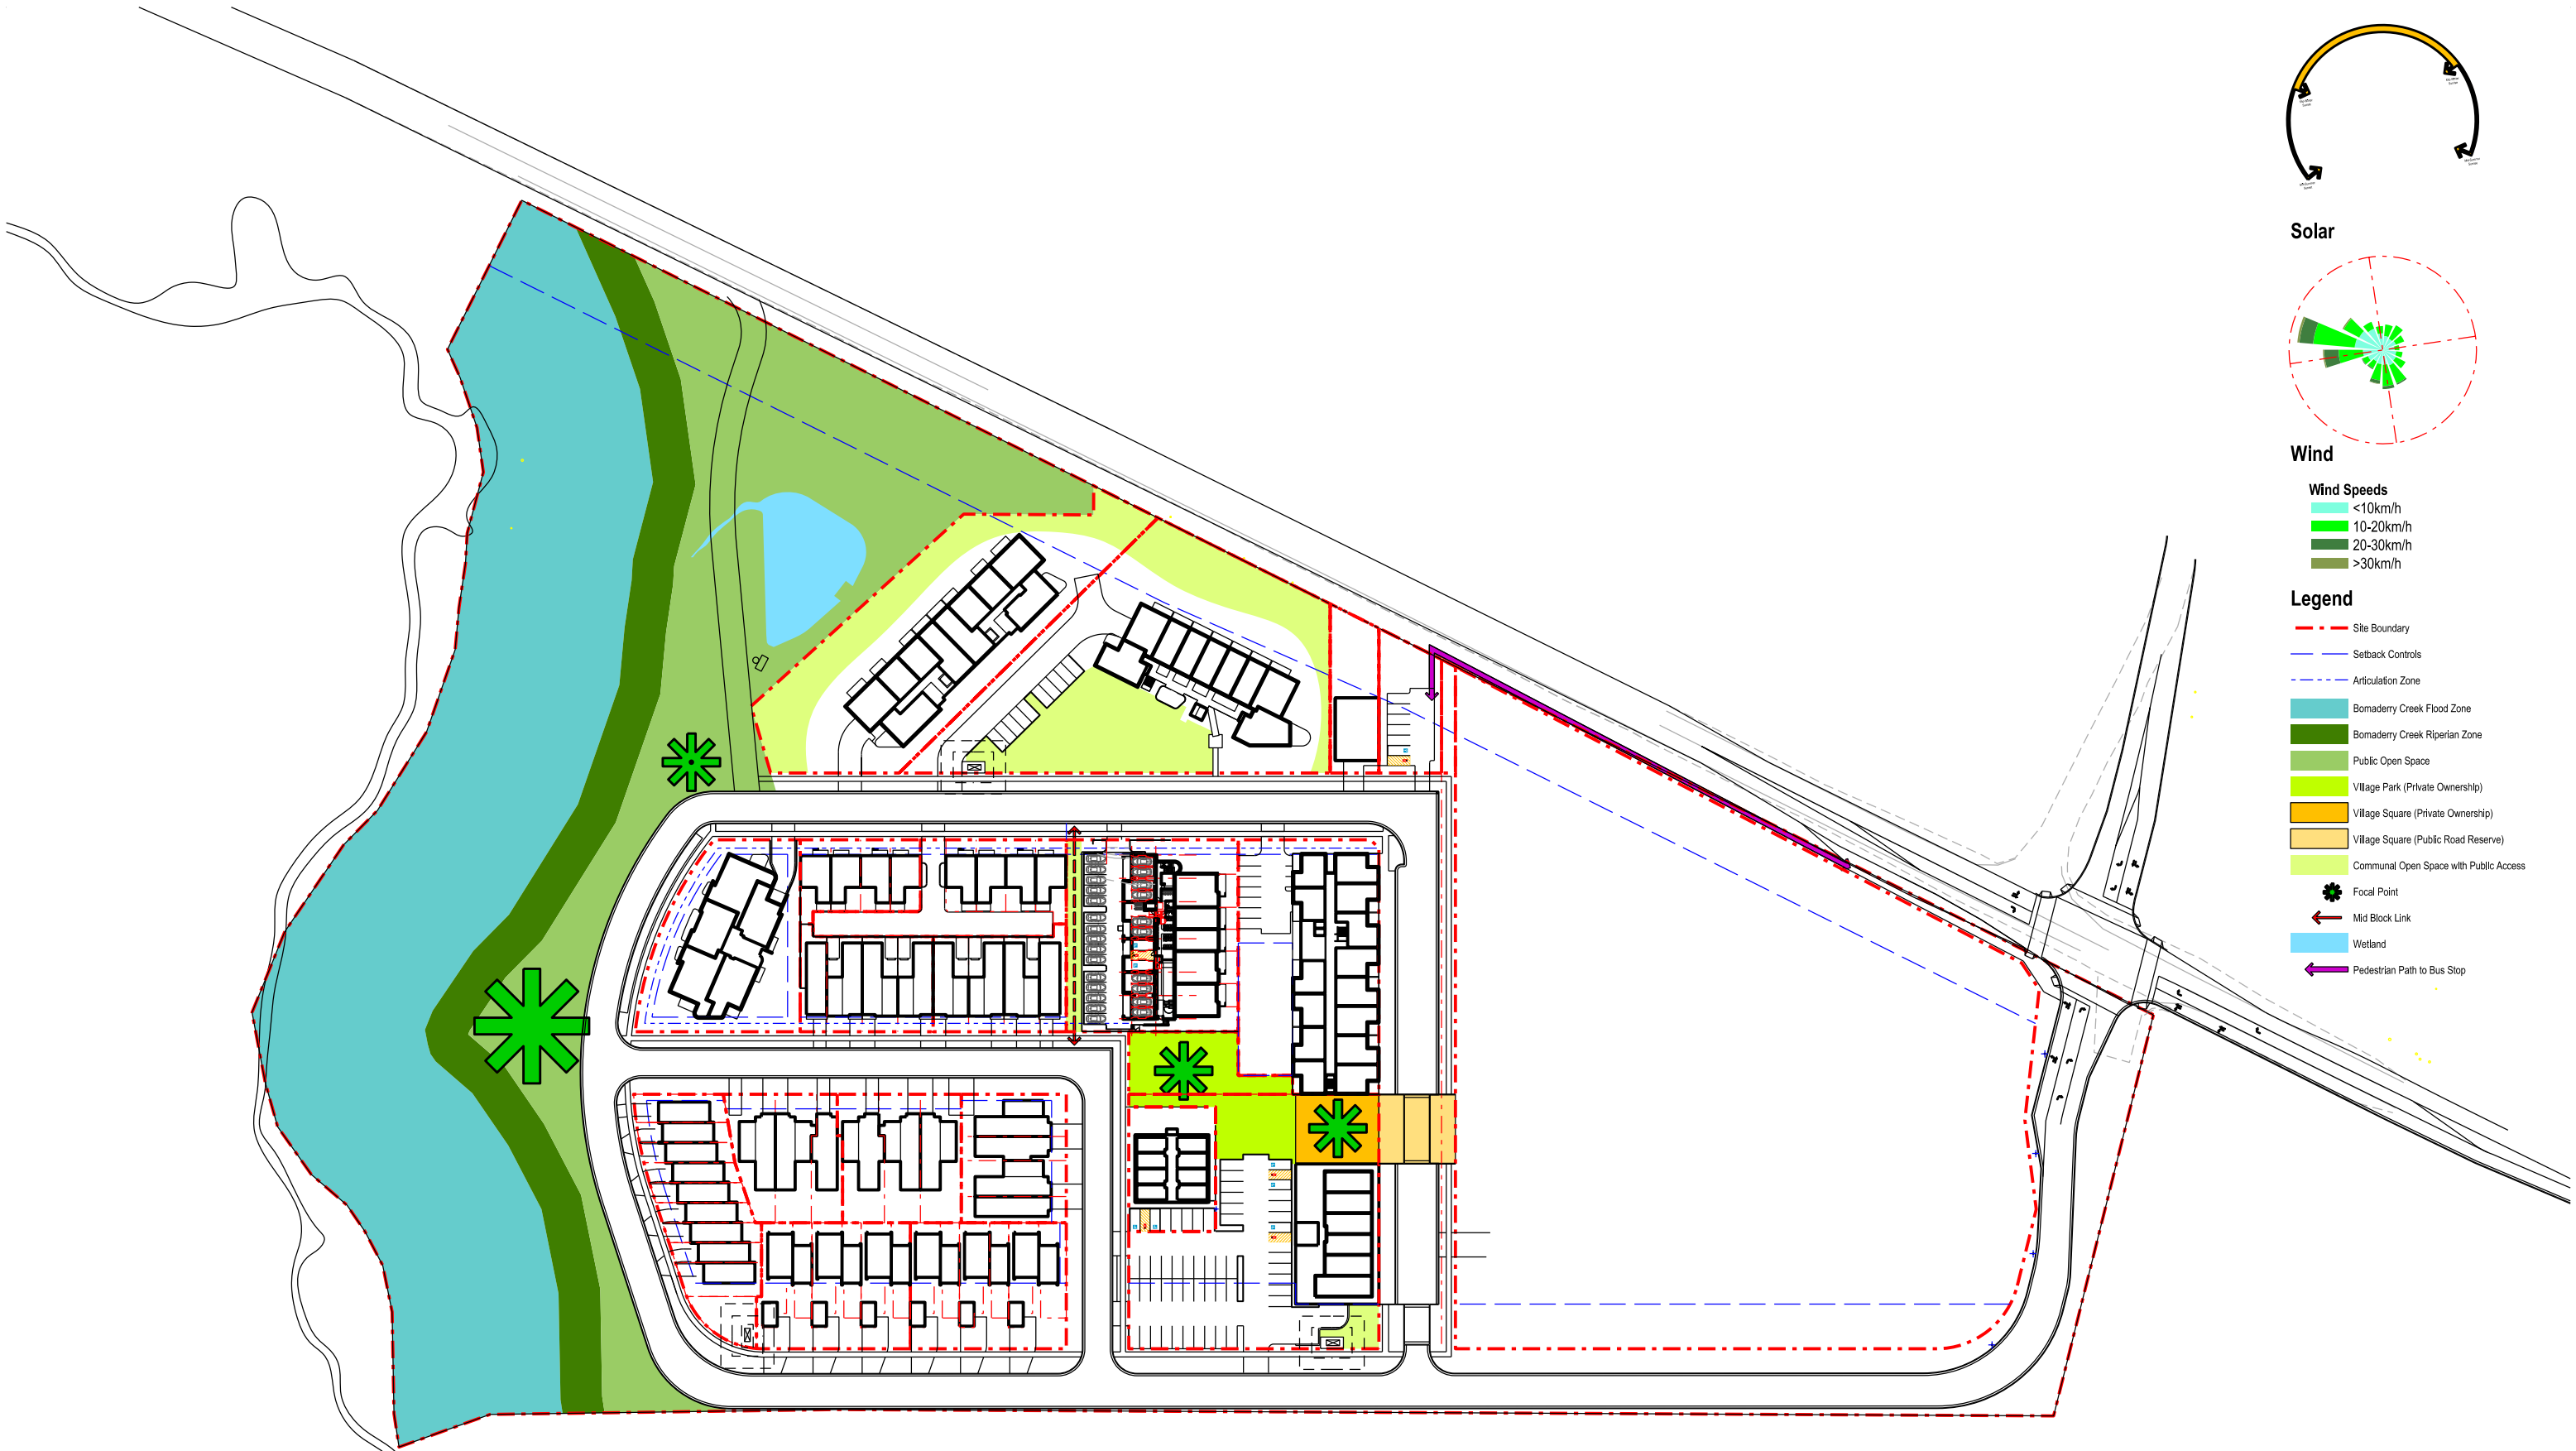 Solar
Wind
Wind Speeds
<10km/h
10-20km/h
20-30km/h
>30km/h
Legend
Site Boundary
Setback Controls
Articulation Zone
Bomaderry Creek Flood Zone
Bomaderry Creek Riperian Zone
Public Open Space
Village Park (Private Ownership)
Village Square (Private Ownership)
Village Square (Public Road Reserve)
Communal Open Space with Public Access
Focal Point
Mid Block Link
Wetland
Pedestrian Path to Bus Stop